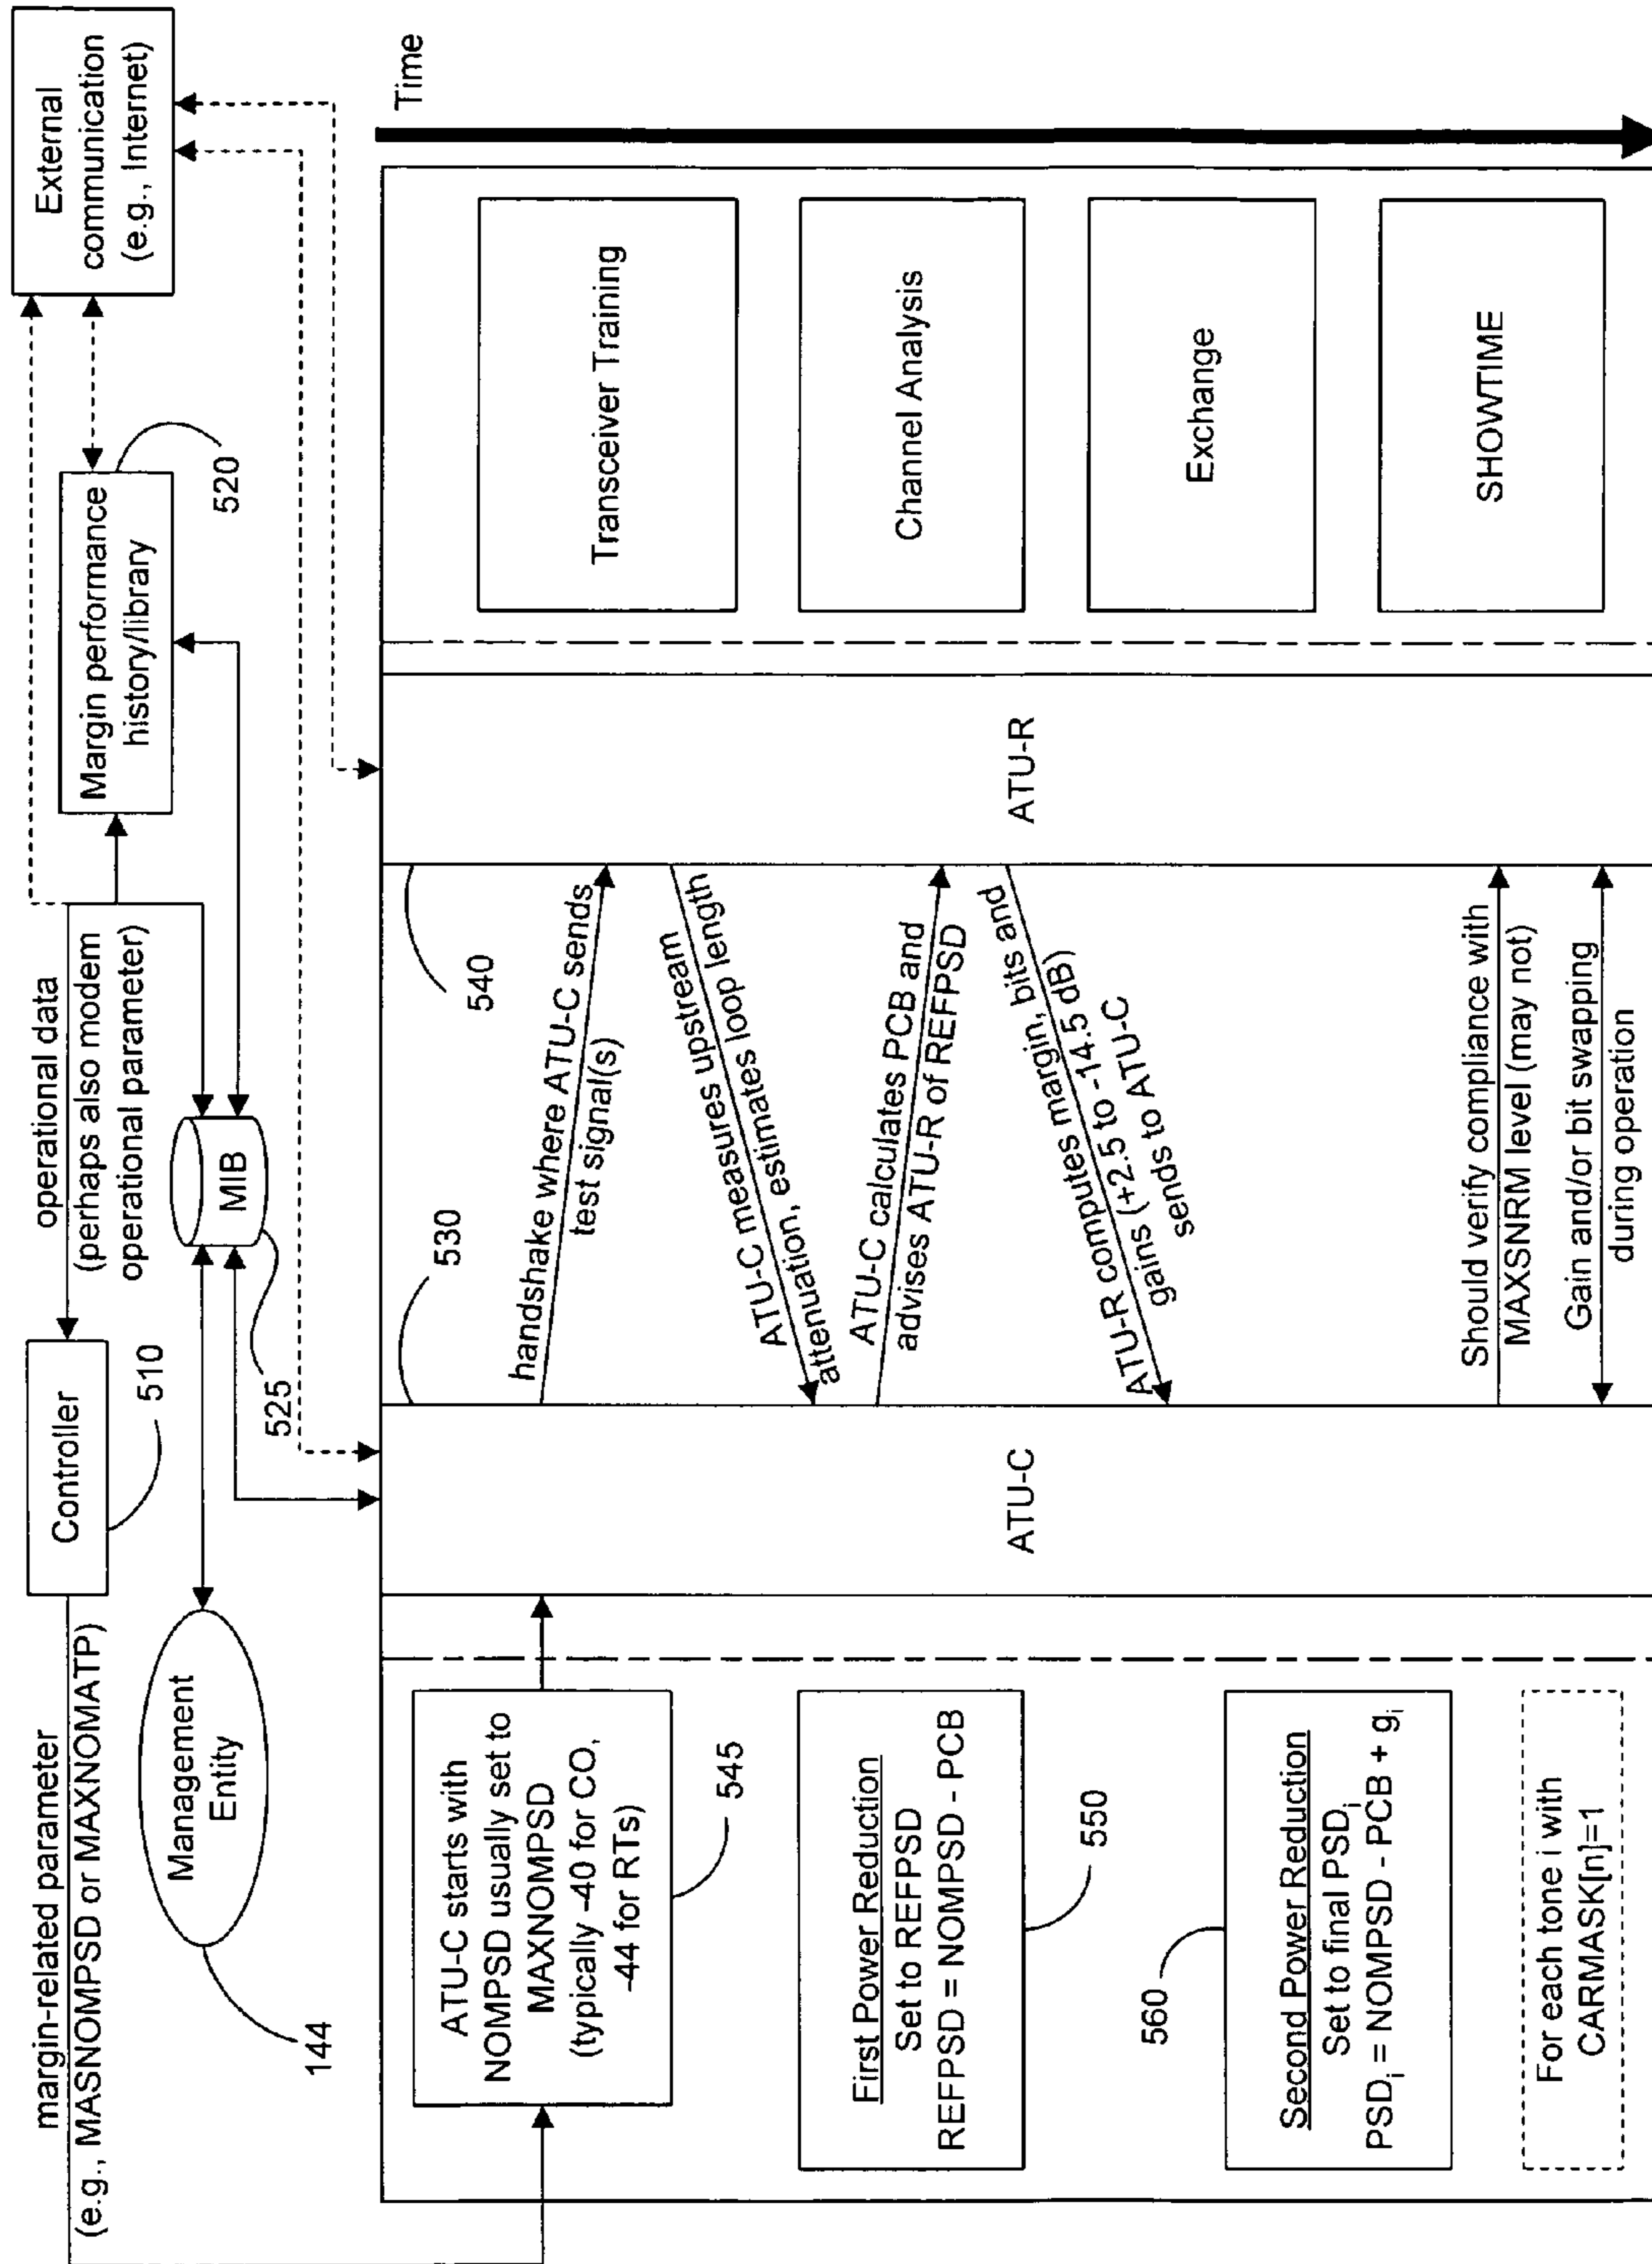 margin-related parameter
(e.g., MASNOMPSD or MAXNOMATP)
Controller
510
operational data
(perhaps also modem
operational parameter)
Margin performance
history/library
520
External
communication
(e.g., Internet)
Management
Entity
144
MIB
525
530
540
Time
ATU-C starts with
NOMPSD usually set to
MAXNOMPSD
(typically -40 for CO,
-44 for RTs)
545
First Power Reduction
Set to REFPSD
REFPSD = NOMPSD - PCB
550
Second Power Reduction
Set to final PSDi
PSDi = NOMPSD - PCB + gi
560
For each tone i with
CARMASK[n]=1
ATU-C
handshake where ATU-C sends
test signal(s)
ATU-C measures upstream
attenuation, estimates loop length
ATU-C calculates PCB and
advises ATU-R of REFPSD
ATU-R computes margin, bits and
gains (+2.5 to -14.5 dB)
sends to ATU-C
Should verify compliance with
MAXSNRM level (may not)
Gain and/or bit swapping
during operation
ATU-R
Transceiver Training
Channel Analysis
Exchange
SHOWTIME